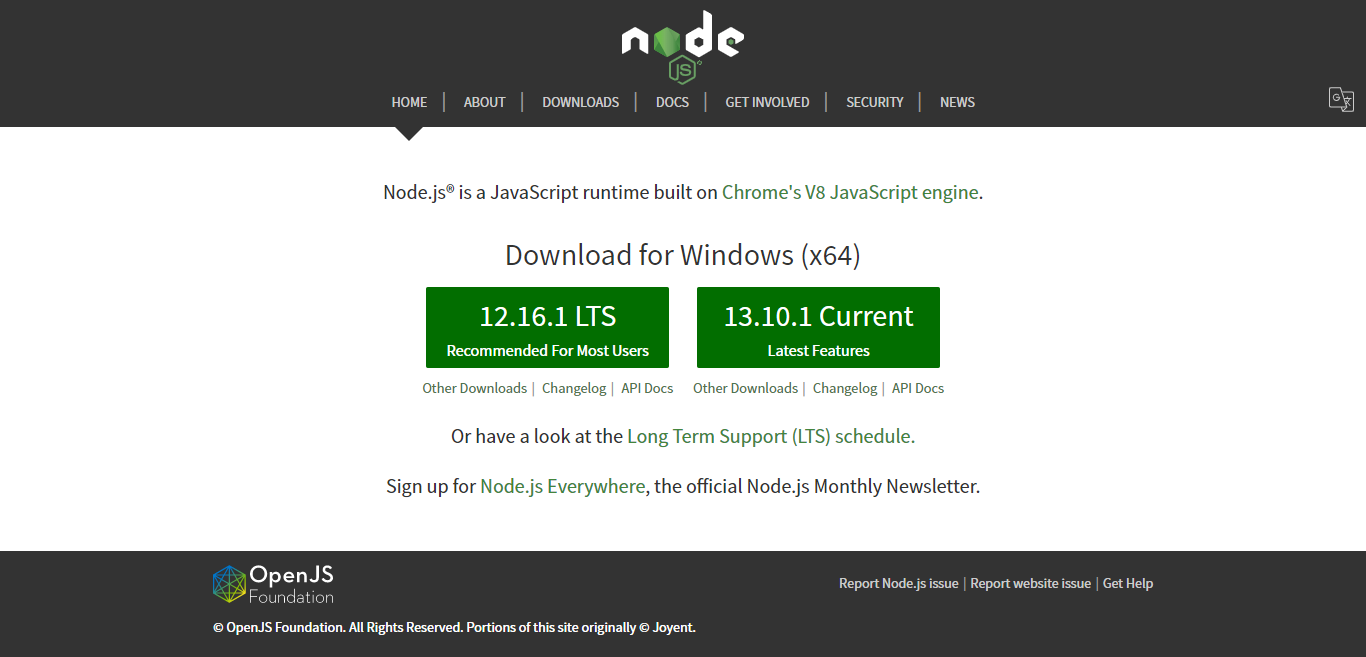 node
JS
HOME | ABOUT | DOWNLOADS | DOCS | GET INVOLVED | SECURITY | NEWS
Node.js® is a JavaScript runtime built on Chrome's V8 JavaScript engine.
Download for Windows (x64)
12.16.1 LTS
Recommended For Most Users
13.10.1 Current
Latest Features
Other Downloads | Changelog | API Docs
Other Downloads | Changelog | API Docs
Or have a look at the Long Term Support (LTS) schedule.
Sign up for Node.js Everywhere, the official Node.js Monthly Newsletter.
OpenJS
Foundation
Report Node.js issue | Report website issue | Get Help
© OpenJS Foundation. All Rights Reserved. Portions of this site originally © Joyent.